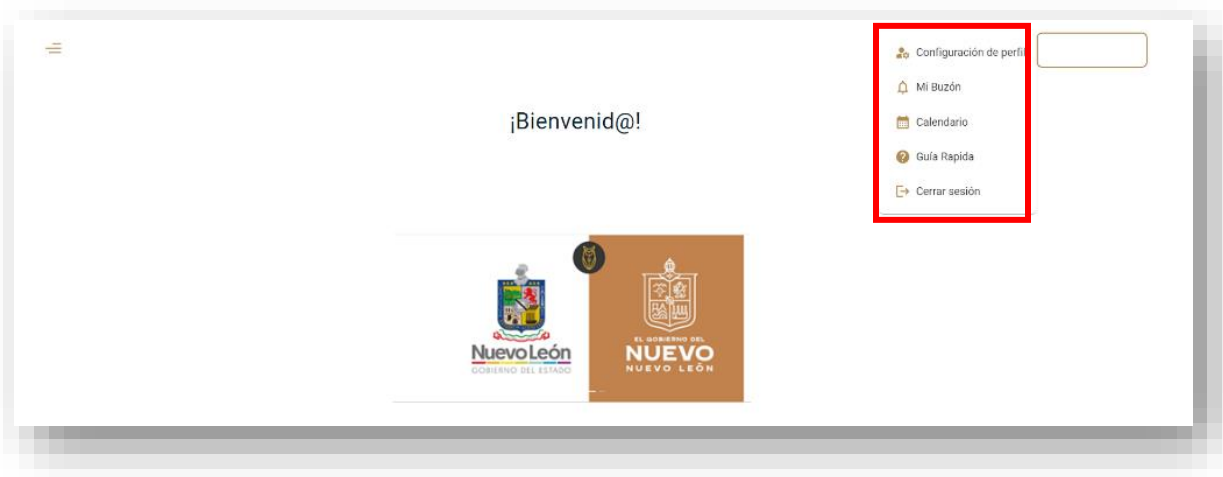 Configuración de perfil
Mi Buzón
¡Bienvenid@!
Calendario
Guía Rapida
Cerrar sesión
NuevoLeón
GOBIERNO DEL ESTADO
EL GOBIERNO DEL
NUEVO
NUEVO LEÓN